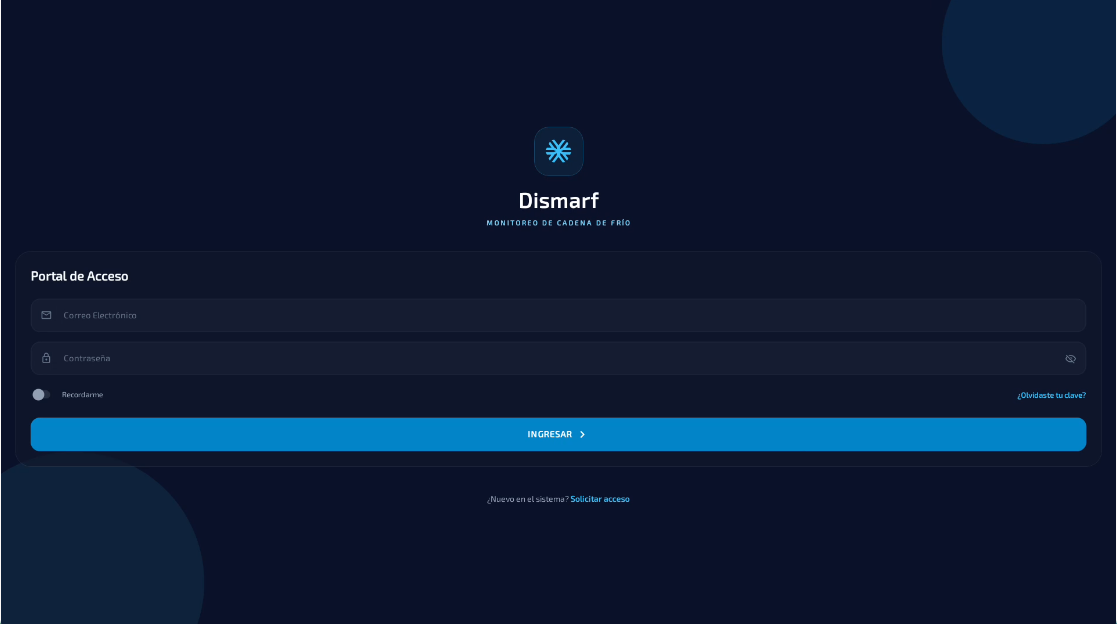 Dismarf
MONITOREO DE CADENA DE FRÍO
Portal de Acceso
Correo Electrónico
Contraseña
Recordarme
¿Olvidaste tu clave?
INGRESAR
¿Nuevo en el sistema? Solicitar acceso